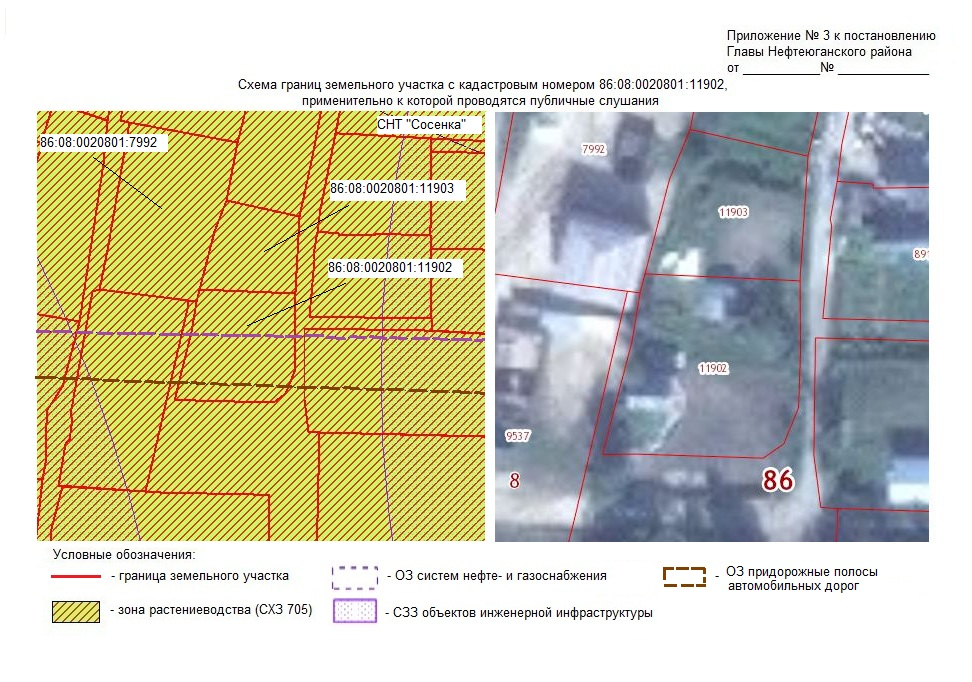 Приложение № 3 к постановлению
Главы Нефтеюганского района
от ___________№ _____________
Схема границ земельного участка с кадастровым номером 86:08:0020801:11902,
применительно к которой проводятся публичные слушания
СНТ "Сосенка"
86:08:0020801:7992
86:08:0020801:11903
86:08:0020801:11902
7992
11903
891
11902
9537
8
86
Условные обозначения:
- граница земельного участка
- зона растениеводства (СХЗ 705)
- ОЗ систем нефте- и газоснабжения
- СЗЗ объектов инженерной инфраструктуры
- ОЗ придорожные полосы
автомобильных дорог